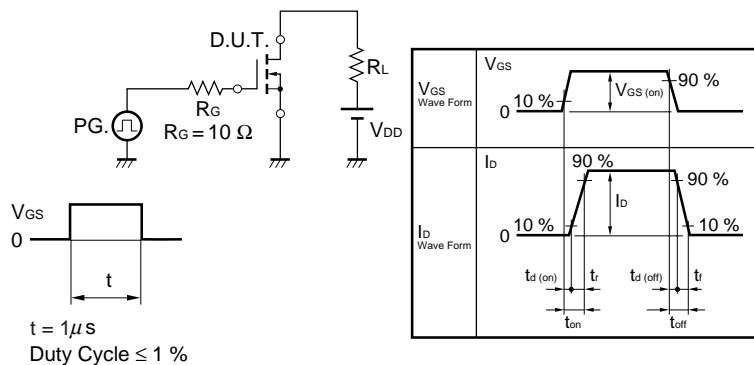 D.U.T.
RL
RG
PG.
RG = 10 Ω
VDD
VGS
0
t
t = 1μs
Duty Cycle ≤ 1 %
VGS
Wave Form
VGS
10 %
0
VGS (on)
90 %
ID
Wave Form
ID
90 %
90 %
ID
10 %
0
10 %
td (on)
tr
td (off)
tf
ton
toff